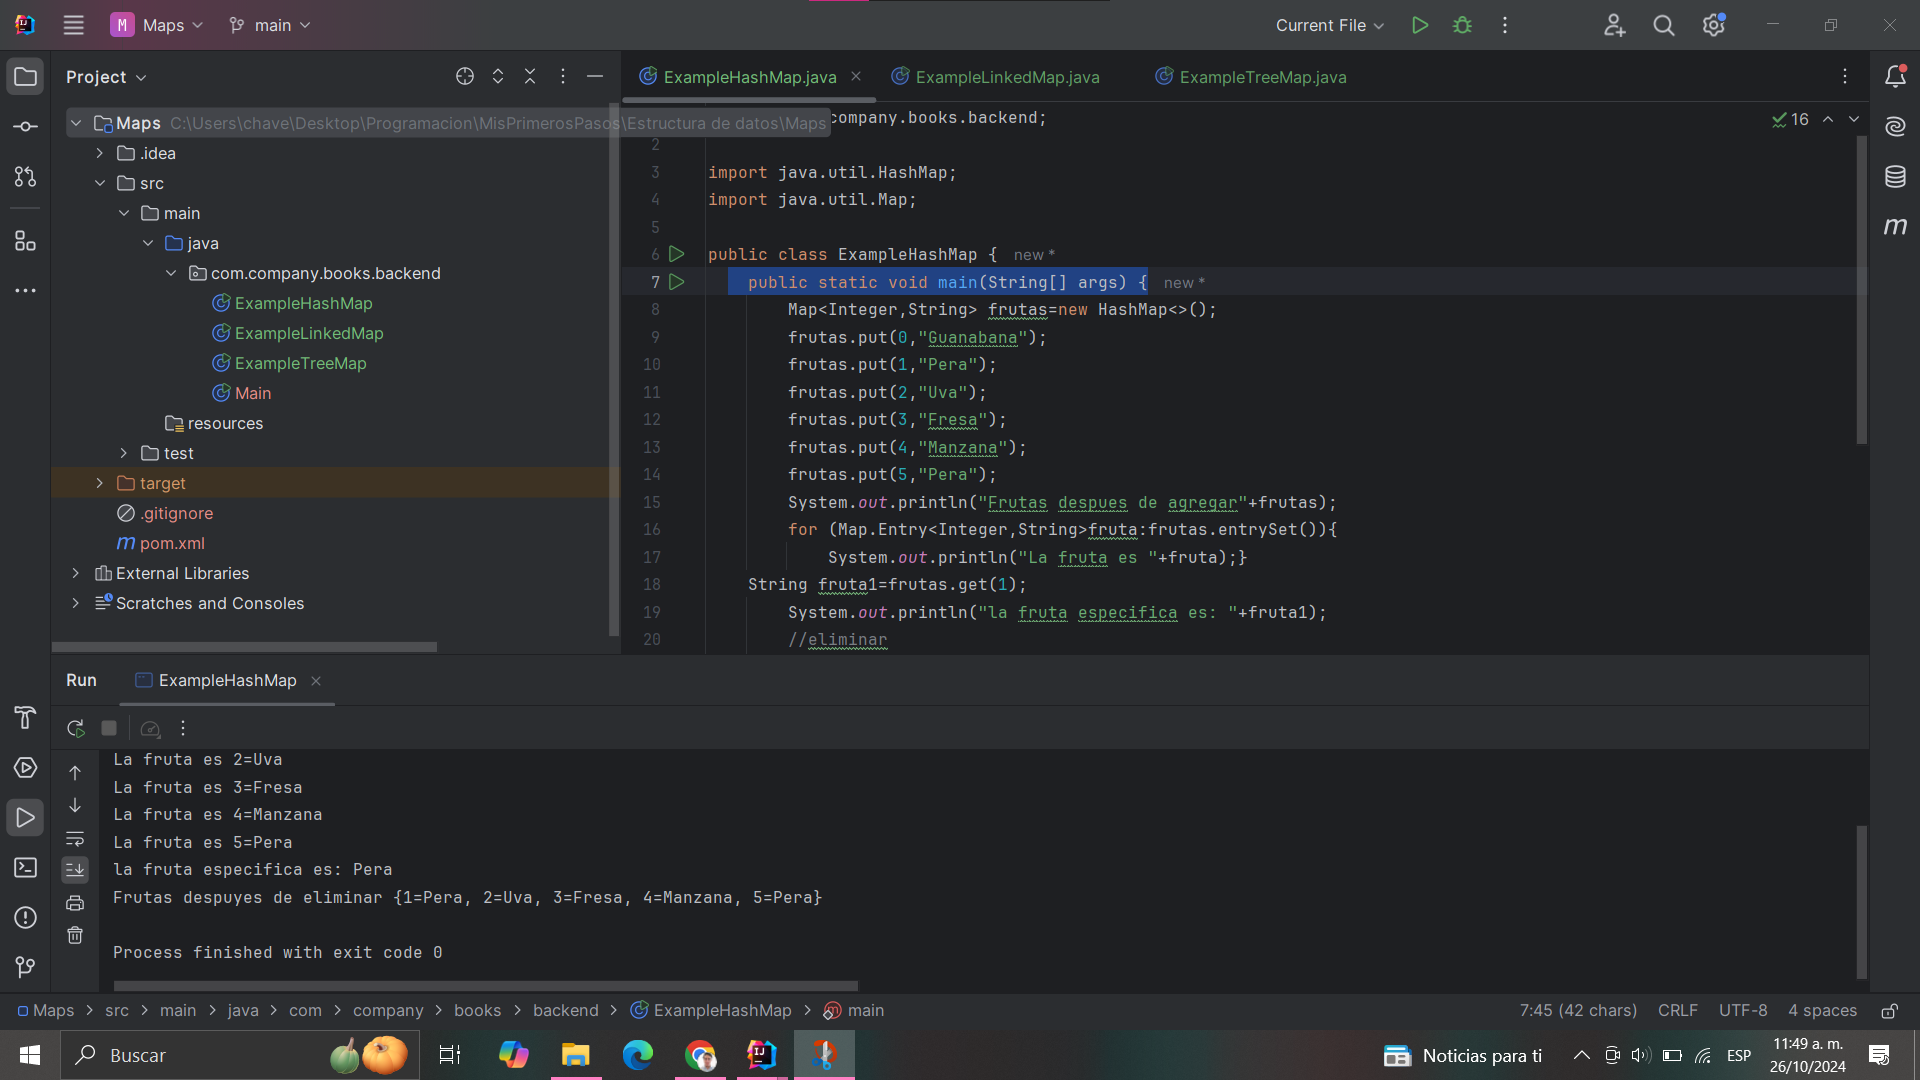 M Maps main Current File
Project
ExampleHashMap.java ExampleLinkedMap.java ExampleTreeMap.java
Maps C:\Users\chave\Desktop\Programacion\MisPrimerosPasos\Estructura de datos\Maps
.idea
src
main
java
com.company.books.backend
ExampleHashMap
ExampleLinkedMap
ExampleTreeMap
Main
resources
test
target
.gitignore
m pom.xml
External Libraries
Scratches and Consoles
company.books.backend;
16
2
3 import java.util.HashMap;
4 import java.util.Map;
5
6 public class ExampleHashMap { new *
7 public static void main(String[] args) { new *
8 Map<Integer,String> frutas=new HashMap<>();
9 frutas.put(0,"Guanabana");
10 frutas.put(1,"Pera");
11 frutas.put(2,"Uva");
12 frutas.put(3,"Fresa");
13 frutas.put(4,"Manzana");
14 frutas.put(5,"Pera");
15 System.out.println("Frutas despues de agregar"+frutas);
16 for (Map.Entry<Integer,String>fruta:frutas.entrySet()){
17 System.out.println("La fruta es "+fruta);}
18 String fruta1=frutas.get(1);
19 System.out.println("la fruta especifica es: "+fruta1);
20 //eliminar
m
Run ExampleHashMap
La fruta es 2=Uva
La fruta es 3=Fresa
La fruta es 4=Manzana
La fruta es 5=Pera
la fruta especifica es: Pera
Frutas despuyes de eliminar {1=Pera, 2=Uva, 3=Fresa, 4=Manzana, 5=Pera}
Process finished with exit code 0
Maps > src > main > java > com > company > books > backend > ExampleHashMap > main
7:45 (42 chars) CRLF UTF-8 4 spaces
Buscar
Noticias para ti
ESP
11:49 a. m.
26/10/2024